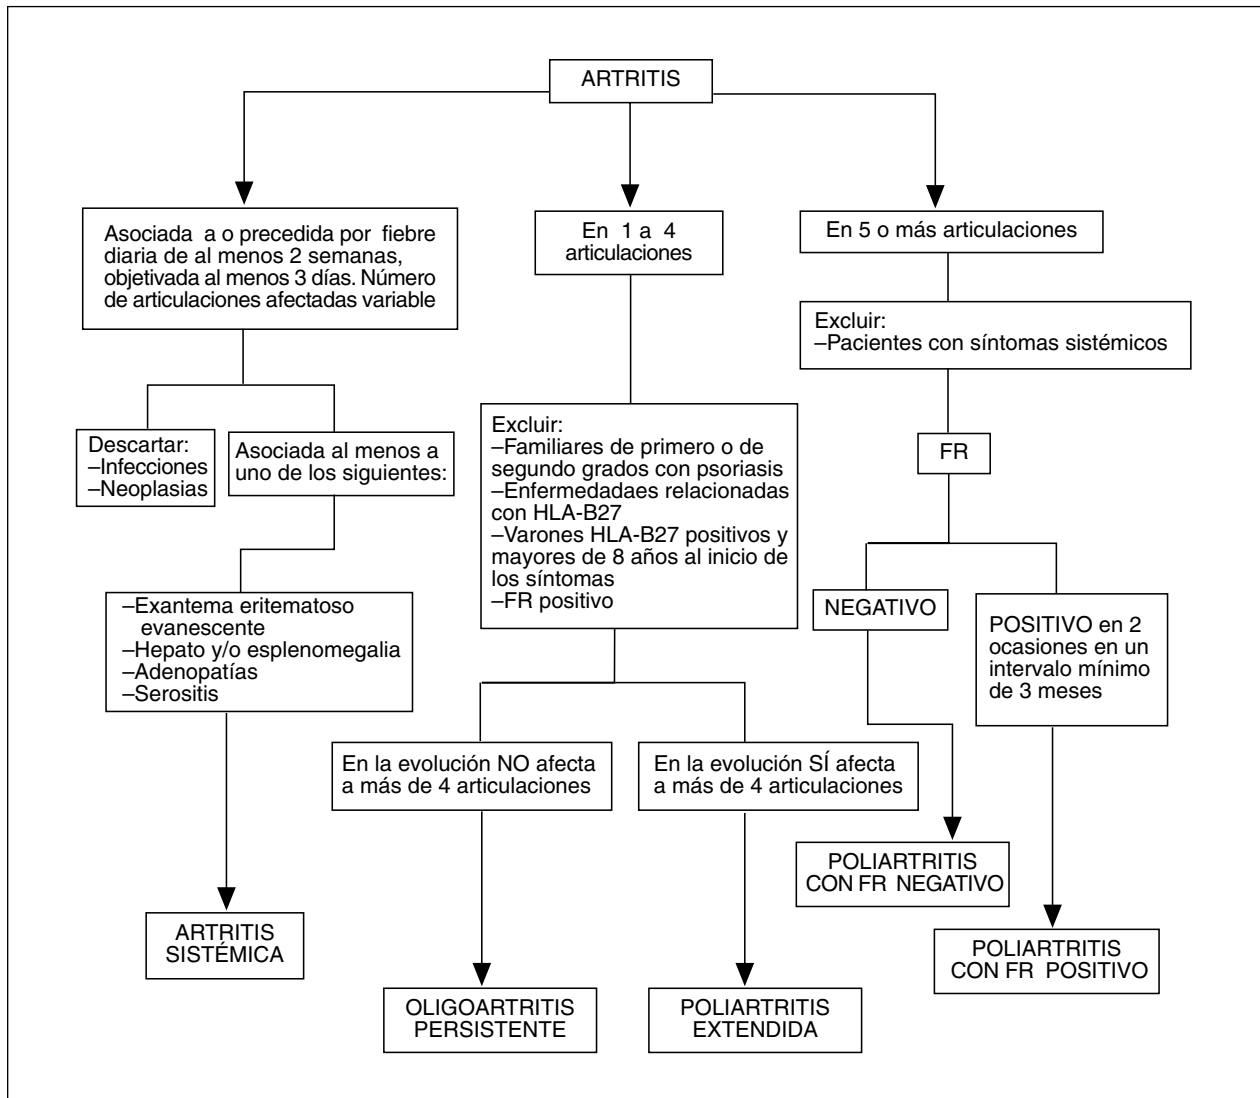 ARTRITIS
Asociada a o precedida por fiebre
diaria de al menos 2 semanas,
objetivada al menos 3 días. Número
de articulaciones afectadas variable
En 1 a 4
articulaciones
En 5 o más articulaciones
Excluir:
–Pacientes con síntomas sistémicos
Descartar:
–Infecciones
–Neoplasias
Asociada al menos a
uno de los siguientes:
Excluir:
–Familiares de primero o de
segundo grados con psoriasis
–Enfermedadaes relacionadas
con HLA-B27
–Varones HLA-B27 positivos y
mayores de 8 años al inicio de
los síntomas
–FR positivo
FR
–Exantema eritematoso
evanescente
–Hepato y/o esplenomegalia
–Adenopatías
–Serositis
NEGATIVO
POSITIVO en 2
ocasiones en un
intervalo mínimo
de 3 meses
En la evolución NO afecta
a más de 4 articulaciones
En la evolución SÍ afecta
a más de 4 articulaciones
POLIARTRITIS
CON FR NEGATIVO
ARTRITIS
SISTÉMICA
POLIARTRITIS
CON FR POSITIVO
OLIGOARTRITIS
PERSISTENTE
POLIARTRITIS
EXTENDIDA